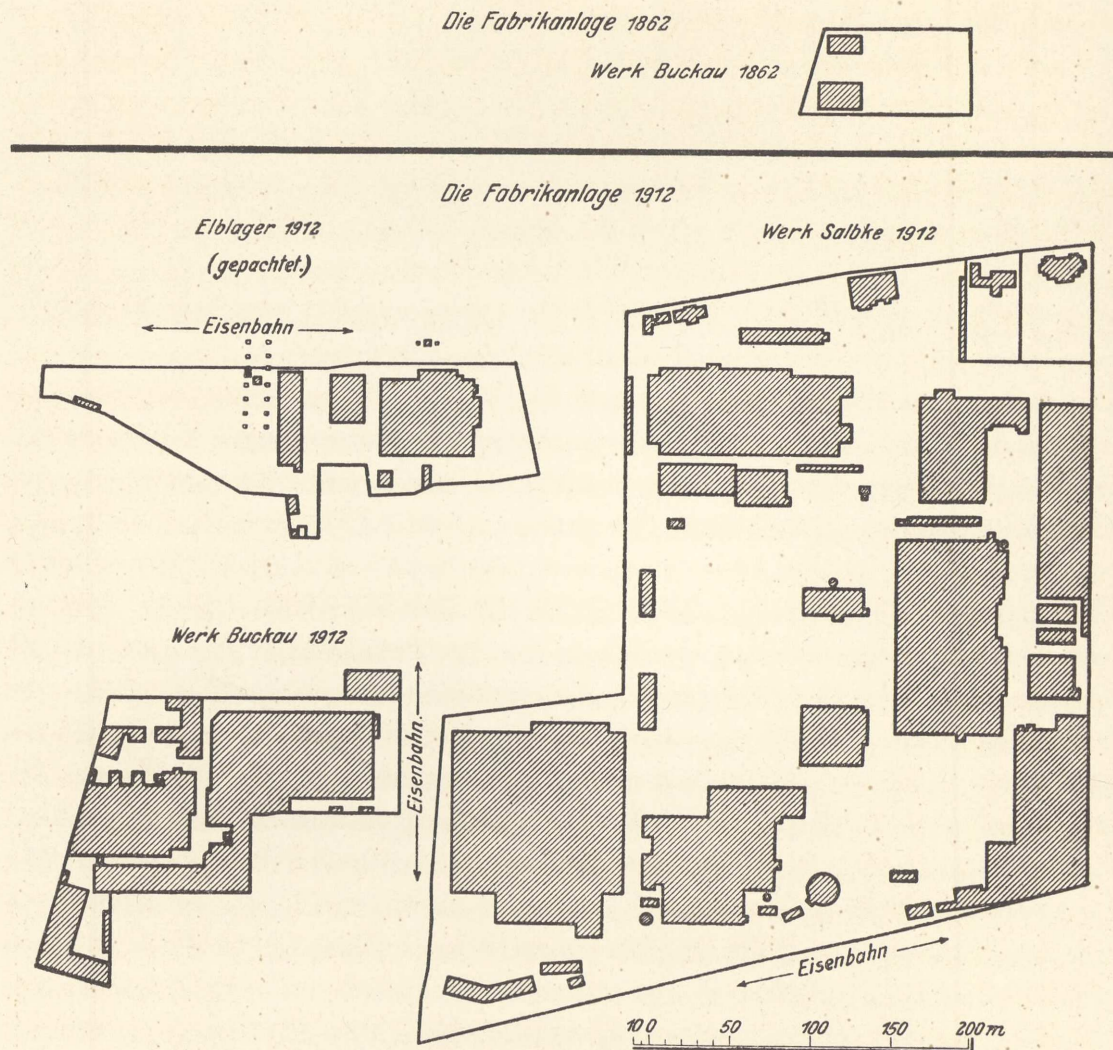 Die Fabrikanlage 1862
Werk Buckau 1862
Die Fabrikanlage 1912
Elblager 1912
(gepachtet.)
Werk Salbke 1912
Eisenbahn
Werk Buckau 1912
Eisenbahn.
Eisenbahn
10 0 50 100 150 200m